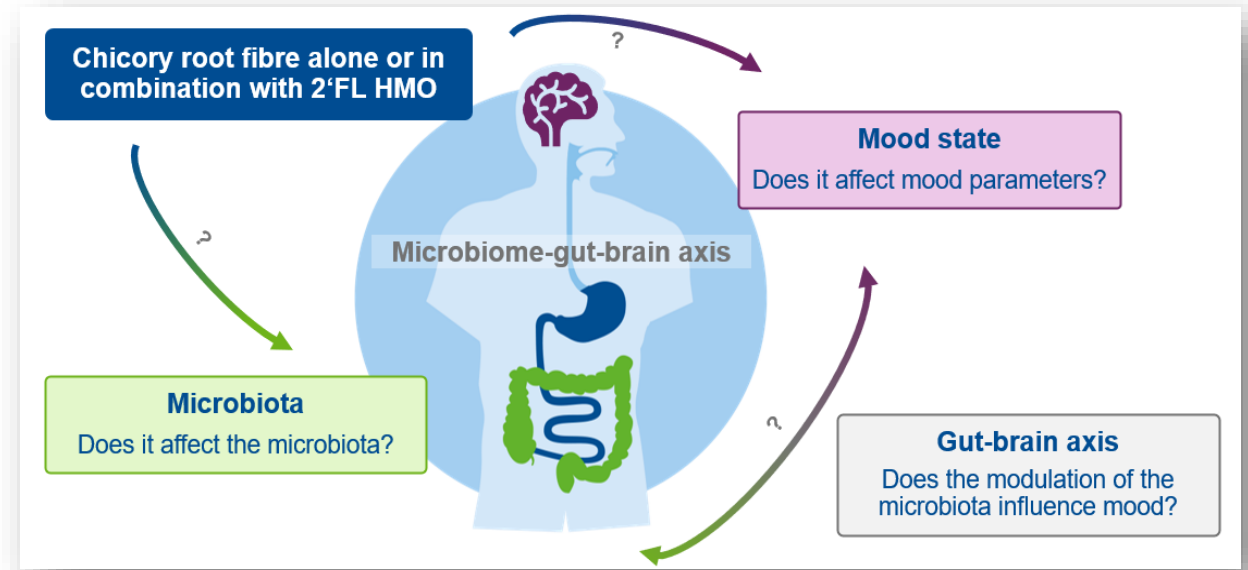 Chicory root fibre alone or in
combination with 2‘FL HMO
?
Mood state
Does it affect mood parameters?
?
Microbiome-gut-brain axis
Microbiota
Does it affect the microbiota?
?
Gut-brain axis
Does the modulation of the
microbiota influence mood?